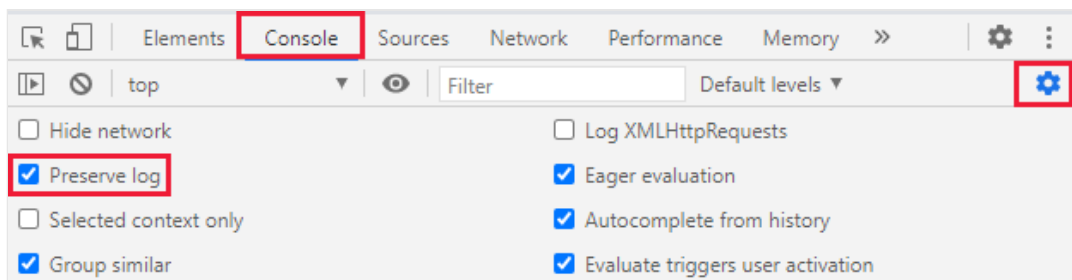 Elements Console Sources Network Performance Memory
top Filter Default levels
Hide network Log XMLHttpRequests
Preserve log Eager evaluation
Selected context only Autocomplete from history
Group similar Evaluate triggers user activation